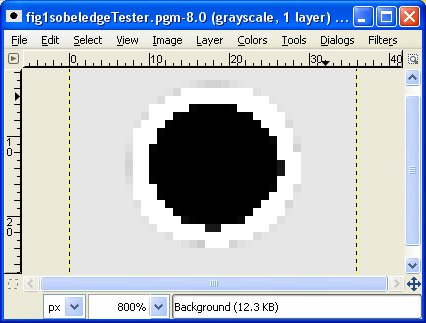 fig1sobeledgeTester.pgm-8.0 (grayscale, 1 layer) ...
File Edit Select View Image Layer Colors Tools Dialogs Filters
0 10 20 30 40
10
20
px 800% Background (12.3 KB)